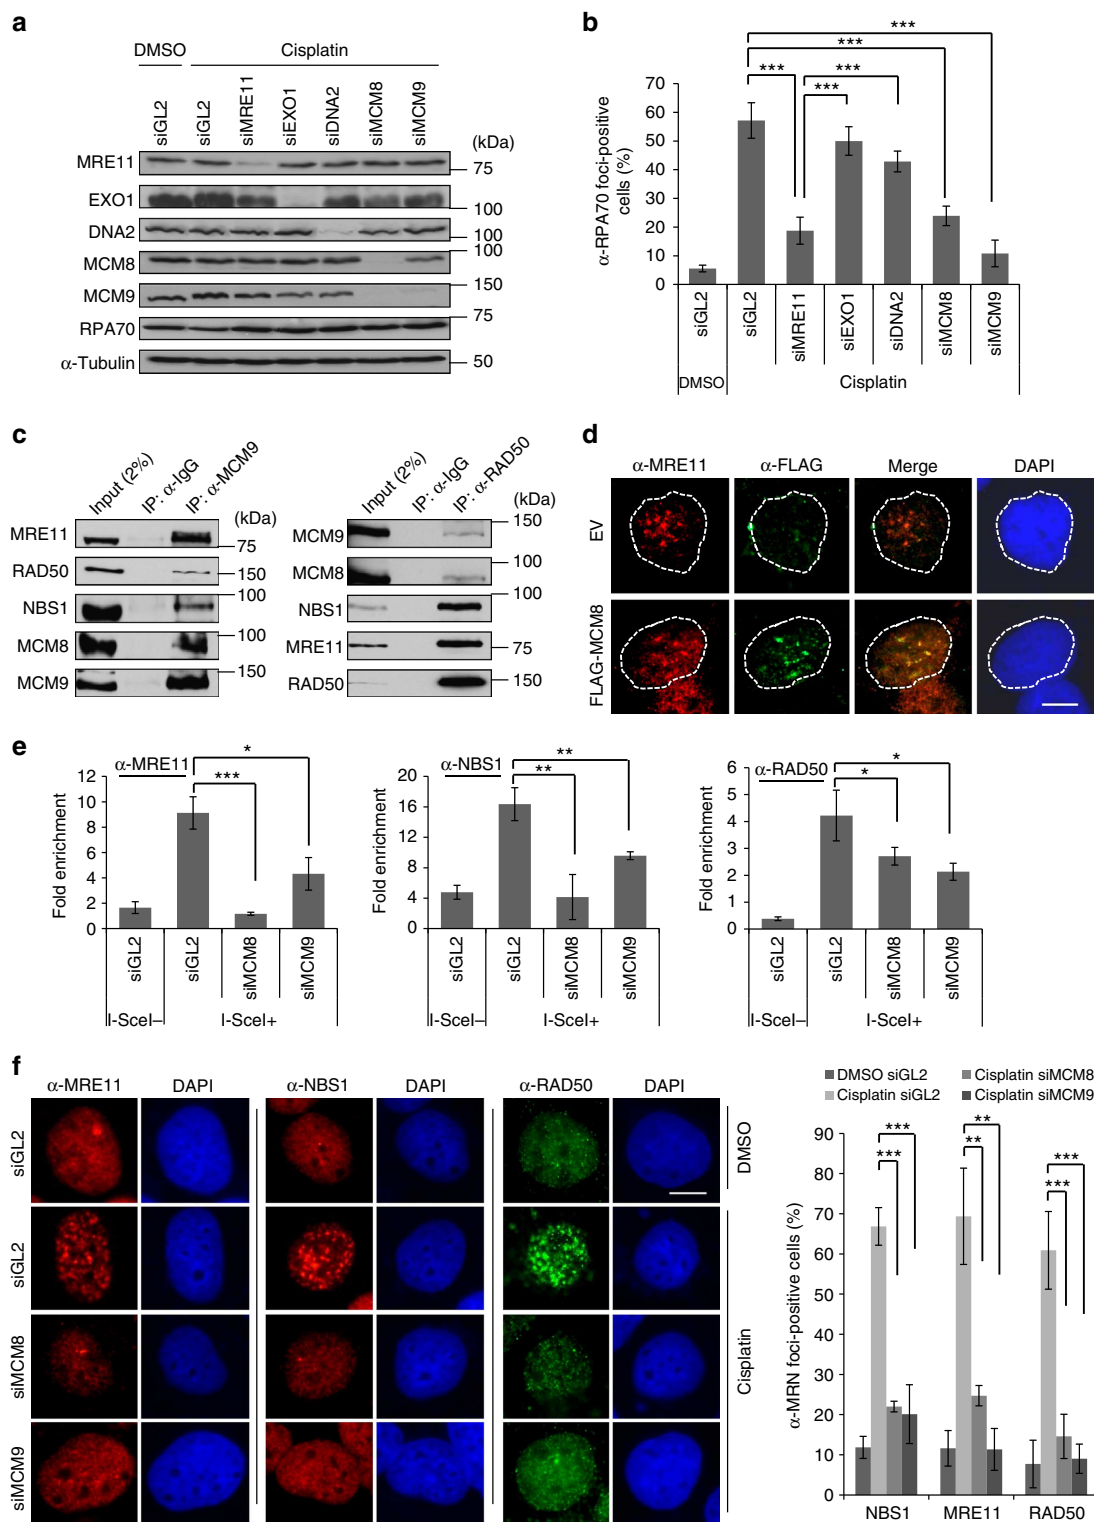 a
DMSO Cisplatin
siGL2 siGL2 siMRE11 siEXO1 siDNA2 siMCM8 siMCM9
(kDa)
MRE11 75
EXO1 100
DNA2 100
100
MCM8
150
MCM9
75
RPA70
α-Tubulin 50
b
*** *** *** *** ***
α-RPA70 foci-positive
cells (%)
70
60
50
40
30
20
10
0
siGL2 siGL2 siMRE11 siEXO1 siDNA2 siMCM8 siMCM9
DMSO Cisplatin
c
Input (2%) IP: α-IgG IP: α-MCM9
(kDa)
MRE11 75
RAD50 150
100
NBS1
100
MCM8
150
MCM9
Input (2%) IP: α-IgG IP: α-RAD50
(kDa)
150
MCM9
100
MCM8
100
NBS1
MRE11 75
RAD50 150
d
α-MRE11 α-FLAG Merge DAPI
EV
FLAG-MCM8
e
α-MRE11
*
***
Fold enrichment
12
10
8
6
4
2
0
siGL2 siGL2 siMCM8 siMCM9
I-SceI– I-SceI+
α-NBS1
**
**
Fold enrichment
20
16
12
8
4
0
siGL2 siGL2 siMCM8 siMCM9
I-SceI– I-SceI+
α-RAD50
*
*
Fold enrichment
6
5
4
3
2
1
0
siGL2 siGL2 siMCM8 siMCM9
I-SceI– I-SceI+
f
α-MRE11 DAPI α-NBS1 DAPI α-RAD50 DAPI
siGL2
siGL2
siMCM8
siMCM9
DMSO
Cisplatin
DMSO siGL2 Cisplatin siMCM8
Cisplatin siGL2 Cisplatin siMCM9
α-MRN foci-positive cells (%)
90
80
70
60
50
40
30
20
10
0
*** ** ***
*** ** ***
NBS1 MRE11 RAD50